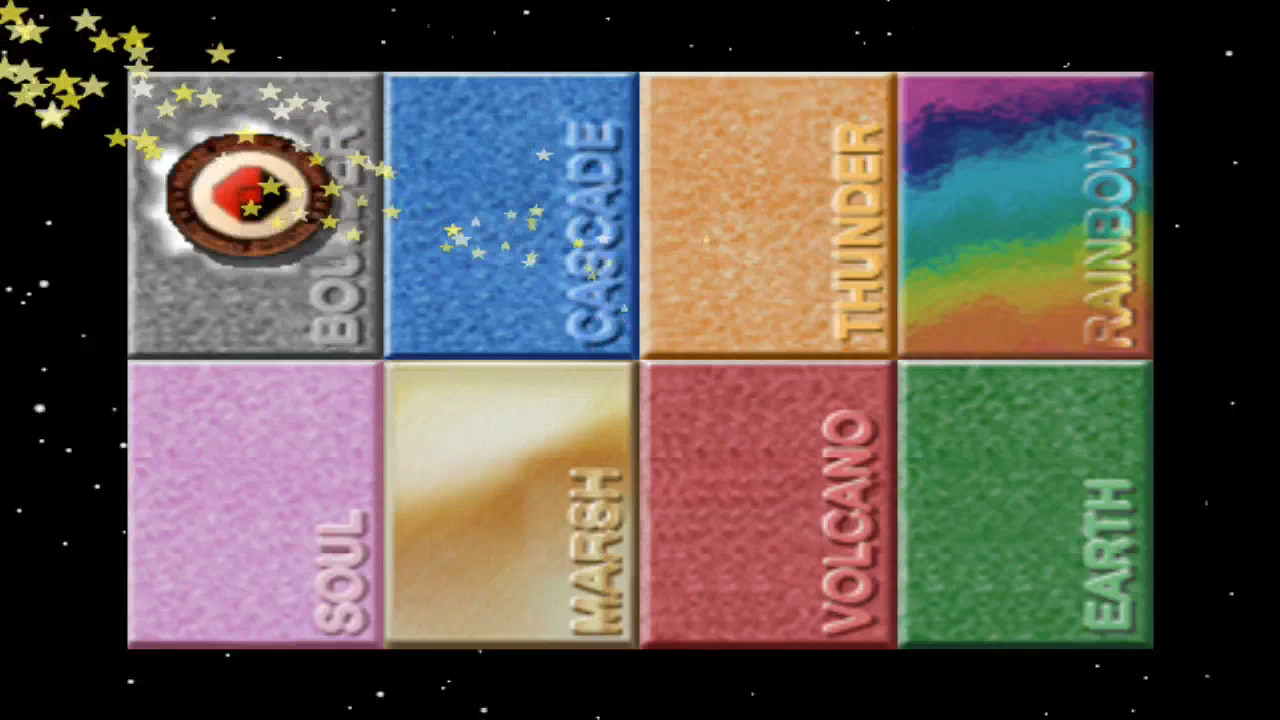 BOULDER
CASCADE
THUNDER
RAINBOW
SOUL
MARSH
VOLCANO
EARTH